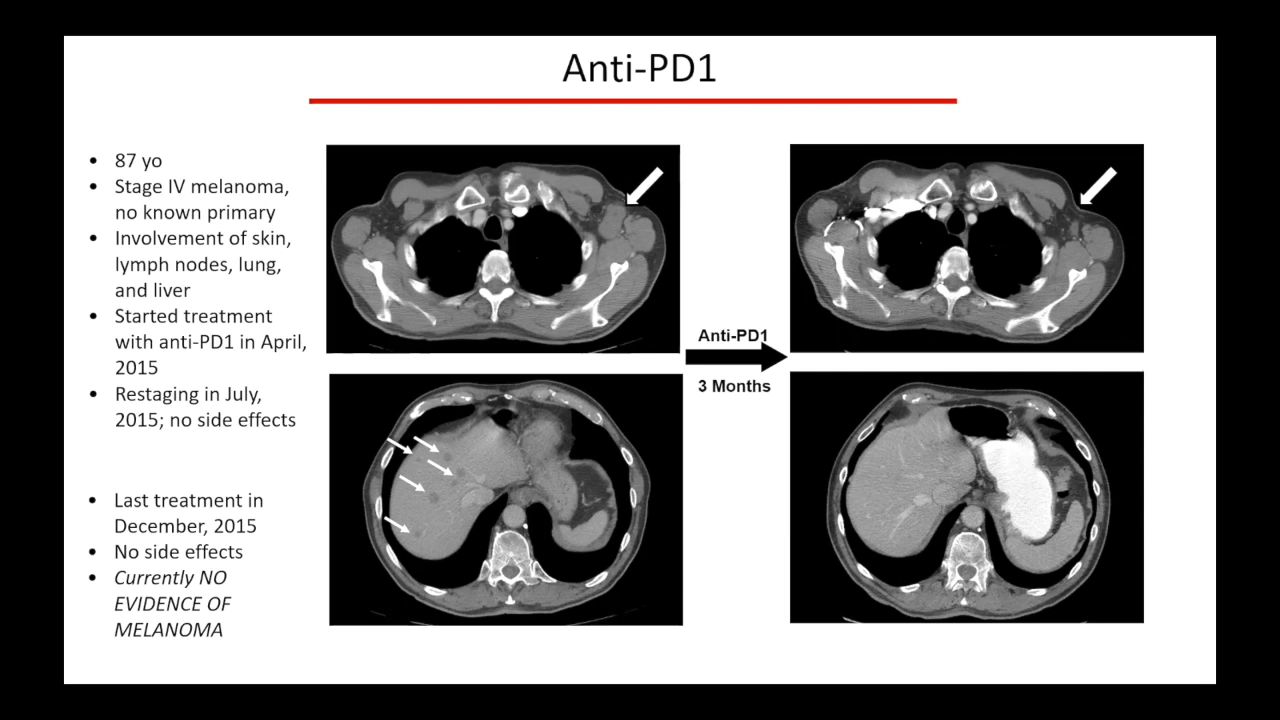 Anti-PD1
• 87 yo
• Stage IV melanoma,
no known primary
• Involvement of skin,
lymph nodes, lung,
and liver
• Started treatment
with anti-PD1 in April,
2015
• Restaging in July,
2015; no side effects
• Last treatment in
December, 2015
• No side effects
• Currently NO
EVIDENCE OF
MELANOMA
Anti-PD1
3 Months